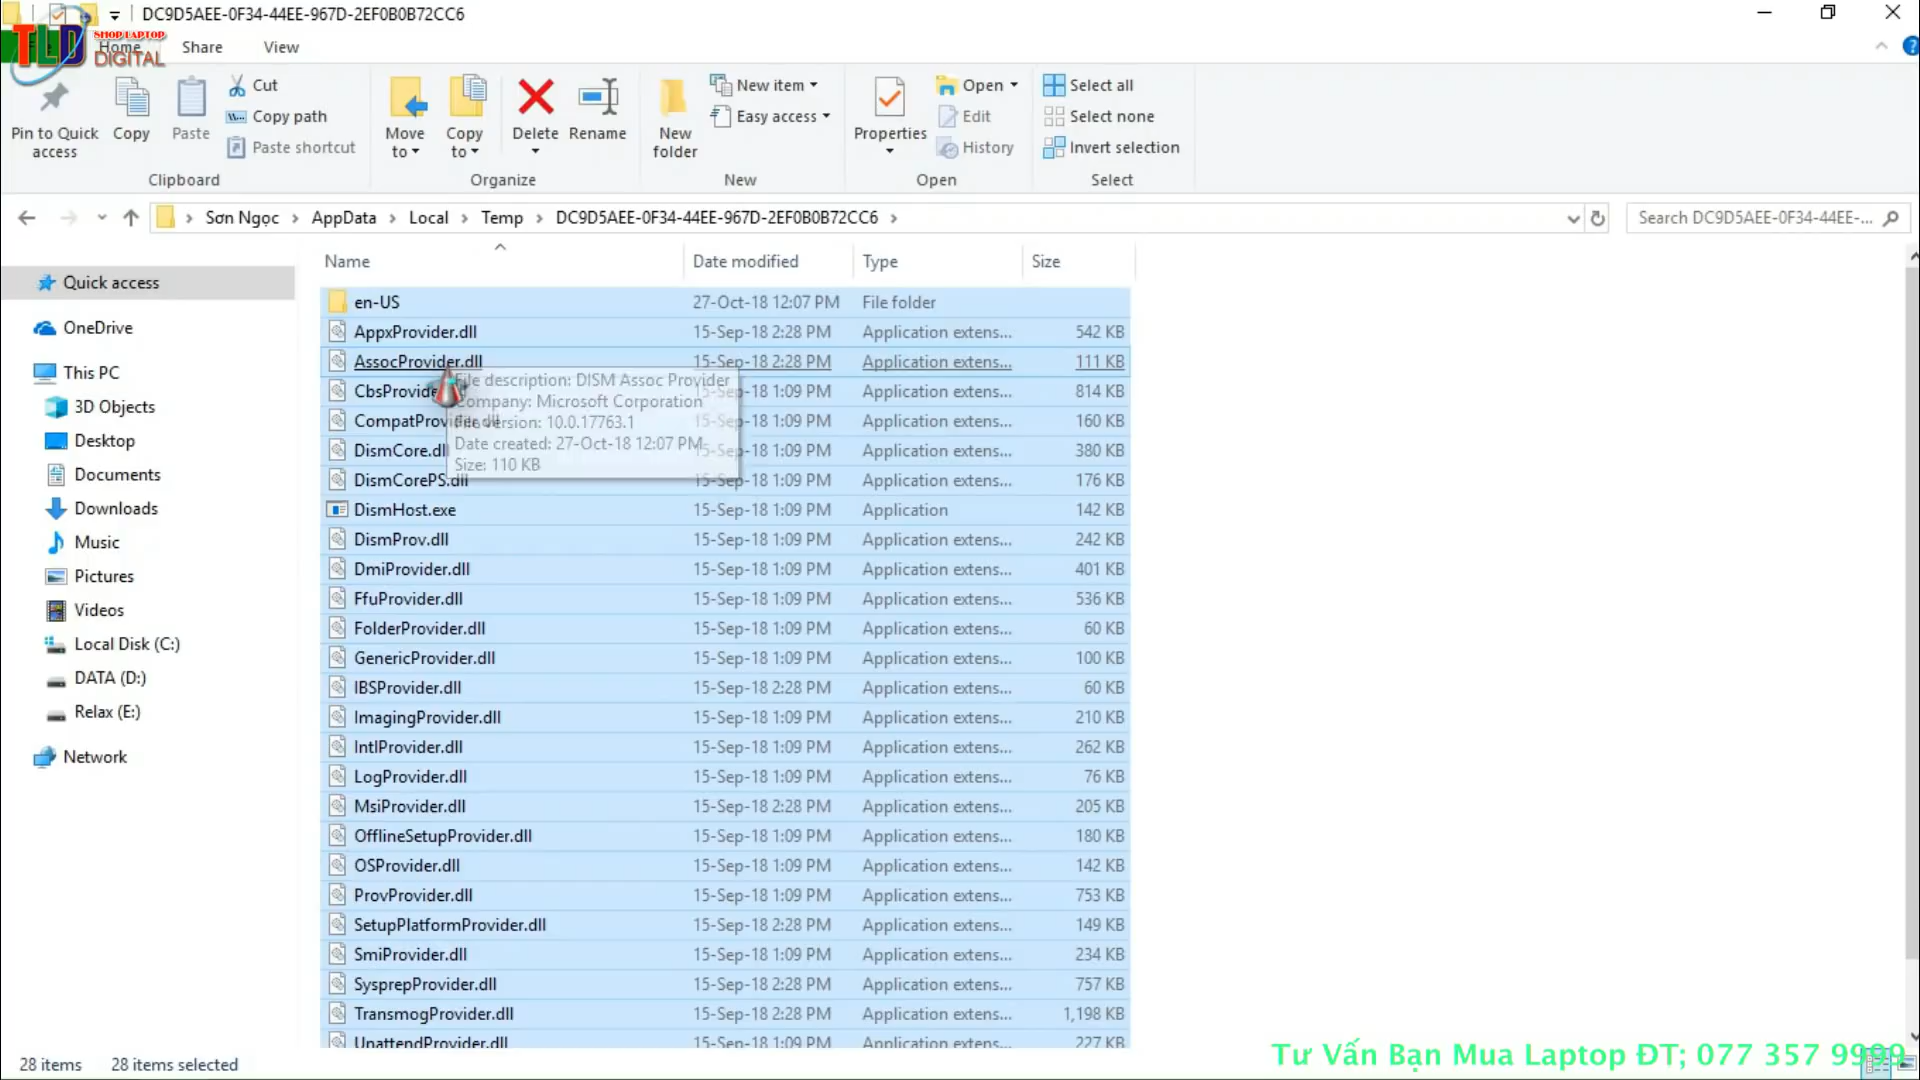 DC9D5AEE-0F34-44EE-967D-2EF0B0B72CC6
TLD SHOP LAPTOP DIGITAL
Home Share View
Pin to Quick access
Copy
Paste
Cut
Copy path
Paste shortcut
Clipboard
Move to
Copy to
Delete
Rename
Organize
New folder
New item
Easy access
New
Properties
Open
Edit
History
Open
Select all
Select none
Invert selection
Select
Sơn Ngọc > AppData > Local > Temp > DC9D5AEE-0F34-44EE-967D-2EF0B0B72CC6 >
Search DC9D5AEE-0F34-44EE-...
Quick access
OneDrive
This PC
3D Objects
Desktop
Documents
Downloads
Music
Pictures
Videos
Local Disk (C:)
DATA (D:)
Relax (E:)
Network
Name Date modified Type Size
en-US 27-Oct-18 12:07 PM File folder
AppxProvider.dll 15-Sep-18 2:28 PM Application extens... 542 KB
AssocProvider.dll 15-Sep-18 2:28 PM Application extens... 111 KB
File description: DISM Assoc Provider
Company: Microsoft Corporation
File version: 10.0.17763.1
Date created: 27-Oct-18 12:07 PM
Size: 110 KB
CbsProvide 15-Sep-18 1:09 PM Application extens... 814 KB
CompatProvider.dll 15-Sep-18 1:09 PM Application extens... 160 KB
DismCore.dll 15-Sep-18 1:09 PM Application extens... 380 KB
DismCorePS.dll 15-Sep-18 1:09 PM Application extens... 176 KB
DismHost.exe 15-Sep-18 1:09 PM Application 142 KB
DismProv.dll 15-Sep-18 1:09 PM Application extens... 242 KB
DmiProvider.dll 15-Sep-18 1:09 PM Application extens... 401 KB
FfuProvider.dll 15-Sep-18 1:09 PM Application extens... 536 KB
FolderProvider.dll 15-Sep-18 1:09 PM Application extens... 60 KB
GenericProvider.dll 15-Sep-18 1:09 PM Application extens... 100 KB
IBSProvider.dll 15-Sep-18 2:28 PM Application extens... 60 KB
ImagingProvider.dll 15-Sep-18 1:09 PM Application extens... 210 KB
IntlProvider.dll 15-Sep-18 1:09 PM Application extens... 262 KB
LogProvider.dll 15-Sep-18 1:09 PM Application extens... 76 KB
MsiProvider.dll 15-Sep-18 2:28 PM Application extens... 205 KB
OfflineSetupProvider.dll 15-Sep-18 1:09 PM Application extens... 180 KB
OSProvider.dll 15-Sep-18 1:09 PM Application extens... 142 KB
ProvProvider.dll 15-Sep-18 1:09 PM Application extens... 753 KB
SetupPlatformProvider.dll 15-Sep-18 2:28 PM Application extens... 149 KB
SmiProvider.dll 15-Sep-18 1:09 PM Application extens... 234 KB
SysprepProvider.dll 15-Sep-18 2:28 PM Application extens... 757 KB
TransmogProvider.dll 15-Sep-18 2:28 PM Application extens... 1,198 KB
UnattendProvider.dll 15-Sep-18 1:09 PM Application extens... 227 KB
28 items 28 items selected
Tư Vấn Bạn Mua Laptop ĐT; 077 357 9999